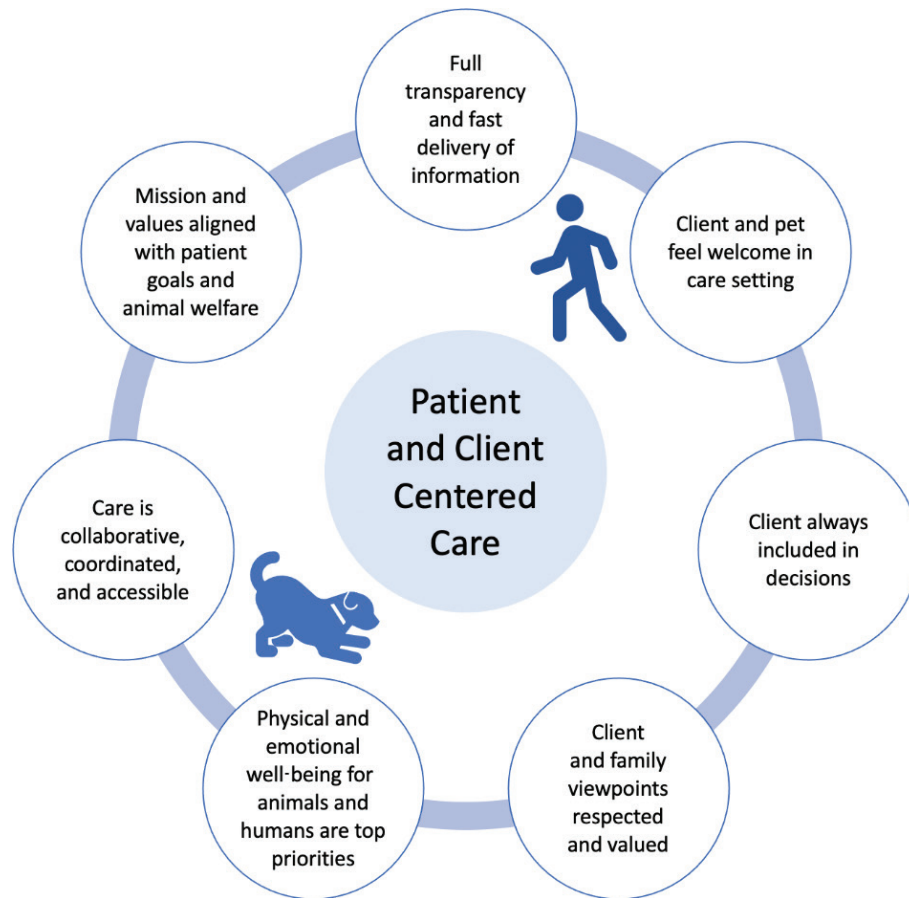 Full
transparency
and fast
delivery of
information
Client and pet
feel welcome in
care setting
Client always
included in
decisions
Client
and family
viewpoints
respected
and valued
Physical and
emotional
well-being for
animals and
humans are top
priorities
Care is
collaborative,
coordinated,
and accessible
Mission and
values aligned
with patient
goals and
animal welfare
Patient
and Client
Centered
Care